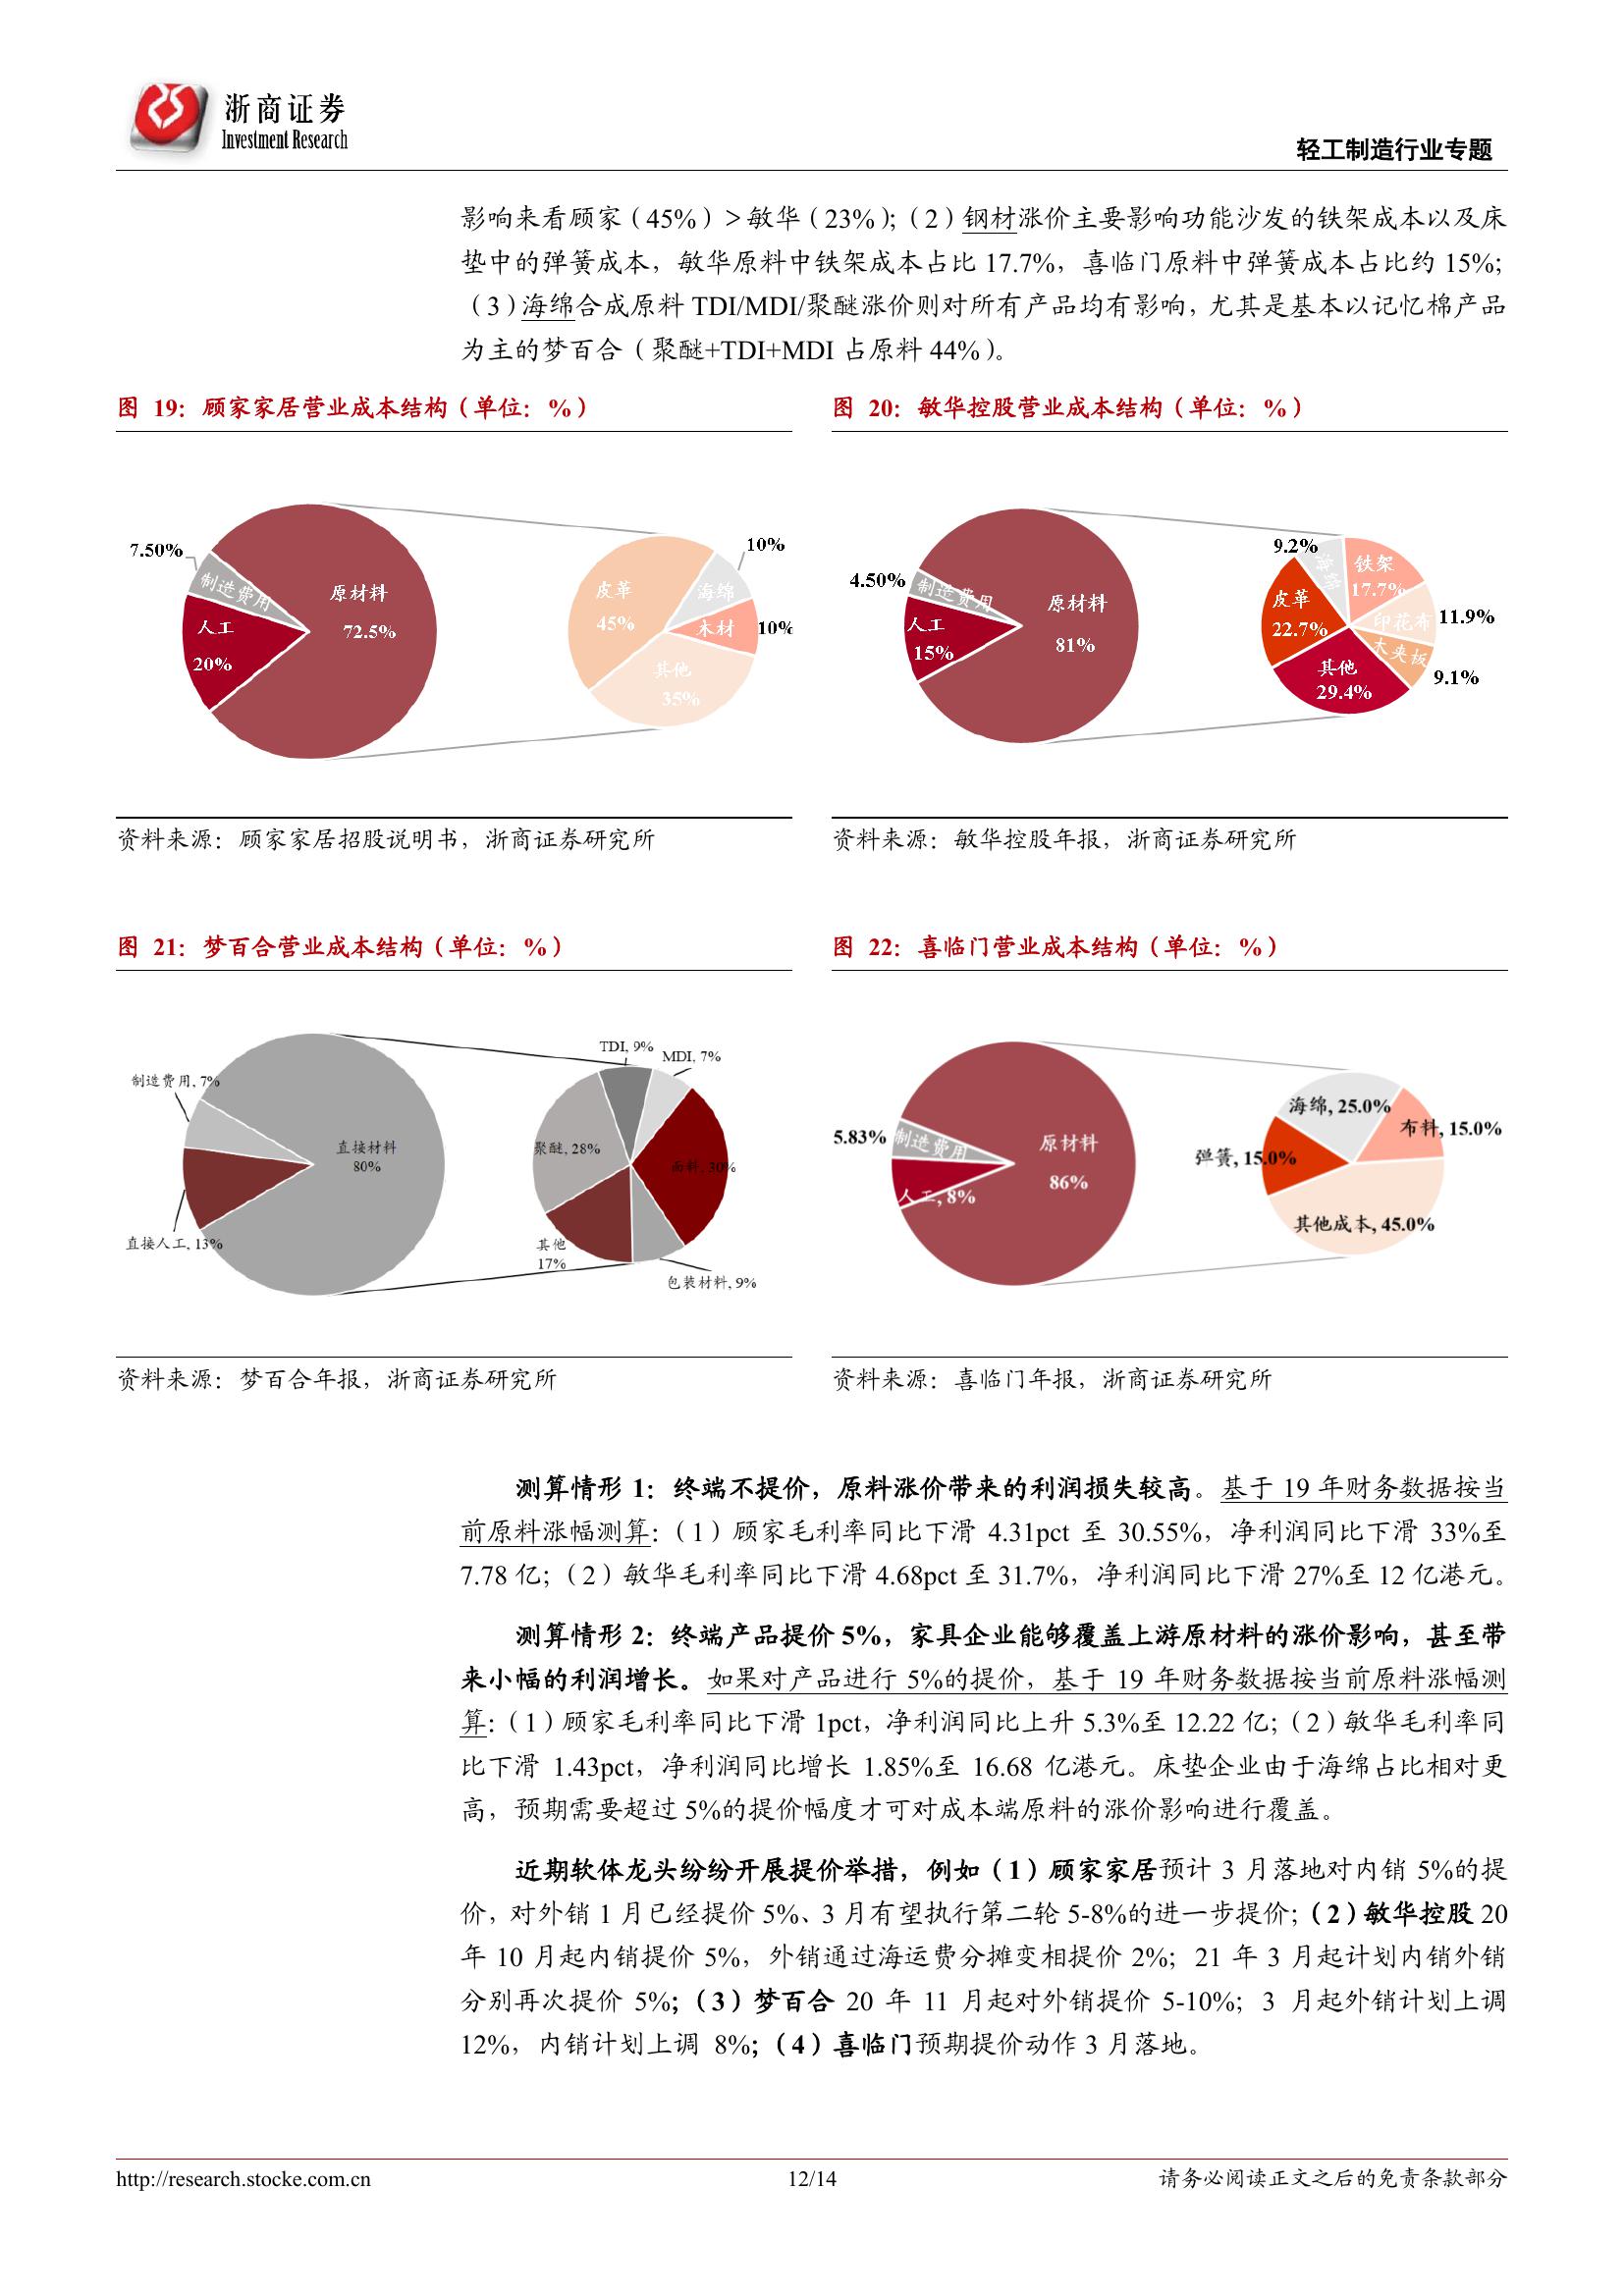 浙商证券
Investment Research
轻工制造行业专题
影响来看顾家（45%）＞敏华（23%）；（2）钢材涨价主要影响功能沙发的铁架成本以及床
垫中的弹簧成本，敏华原料中铁架成本占比 17.7%，喜临门原料中弹簧成本占比约 15%；
（3）海绵合成原料 TDI/MDI/聚醚涨价则对所有产品均有影响，尤其是基本以记忆棉产品
为主的梦百合（聚醚+TDI+MDI 占原料 44%）。
图 19：顾家家居营业成本结构（单位：%）
7.50%
制造费用
人工
20%
原材料
72.5%
皮革
45%
10%
海绵
木材
10%
其他
35%
资料来源：顾家家居招股说明书，浙商证券研究所
图 20：敏华控股营业成本结构（单位：%）
4.50%
制造费用
人工
15%
原材料
81%
9.2%
海绵
铁架
17.7%
皮革
22.7%
印花布
11.9%
木夹板
9.1%
其他
29.4%
资料来源：敏华控股年报，浙商证券研究所
图 21：梦百合营业成本结构（单位：%）
制造费用, 7%
直接材料
80%
直接人工, 13%
TDI, 9%
MDI, 7%
聚醚, 28%
面料, 30%
其他
17%
包装材料, 9%
资料来源：梦百合年报，浙商证券研究所
图 22：喜临门营业成本结构（单位：%）
5.83%
制造费用
人工, 8%
原材料
86%
海绵, 25.0%
布料, 15.0%
弹簧, 15.0%
其他成本, 45.0%
资料来源：喜临门年报，浙商证券研究所
测算情形 1：终端不提价，原料涨价带来的利润损失较高。基于 19 年财务数据按当
前原料涨幅测算：（1）顾家毛利率同比下滑 4.31pct 至 30.55%，净利润同比下滑 33%至
7.78 亿；（2）敏华毛利率同比下滑 4.68pct 至 31.7%，净利润同比下滑 27%至 12 亿港元。
测算情形 2：终端产品提价 5%，家具企业能够覆盖上游原材料的涨价影响，甚至带
来小幅的利润增长。如果对产品进行 5%的提价，基于 19 年财务数据按当前原料涨幅测
算：（1）顾家毛利率同比下滑 1pct，净利润同比上升 5.3%至 12.22 亿；（2）敏华毛利率同
比下滑 1.43pct，净利润同比增长 1.85%至 16.68 亿港元。床垫企业由于海绵占比相对更
高，预期需要超过 5%的提价幅度才可对成本端原料的涨价影响进行覆盖。
近期软体龙头纷纷开展提价举措，例如（1）顾家家居预计 3 月落地对内销 5%的提
价，对外销 1 月已经提价 5%、3 月有望执行第二轮 5-8%的进一步提价；（2）敏华控股 20
年 10 月起内销提价 5%，外销通过海运费分摊变相提价 2%；21 年 3 月起计划内销外销
分别再次提价 5%；（3）梦百合 20 年 11 月起对外销提价 5-10%；3 月起外销计划上调
12%，内销计划上调 8%；（4）喜临门预期提价动作 3 月落地。
http://research.stocke.com.cn
12/14
请务必阅读正文之后的免责条款部分